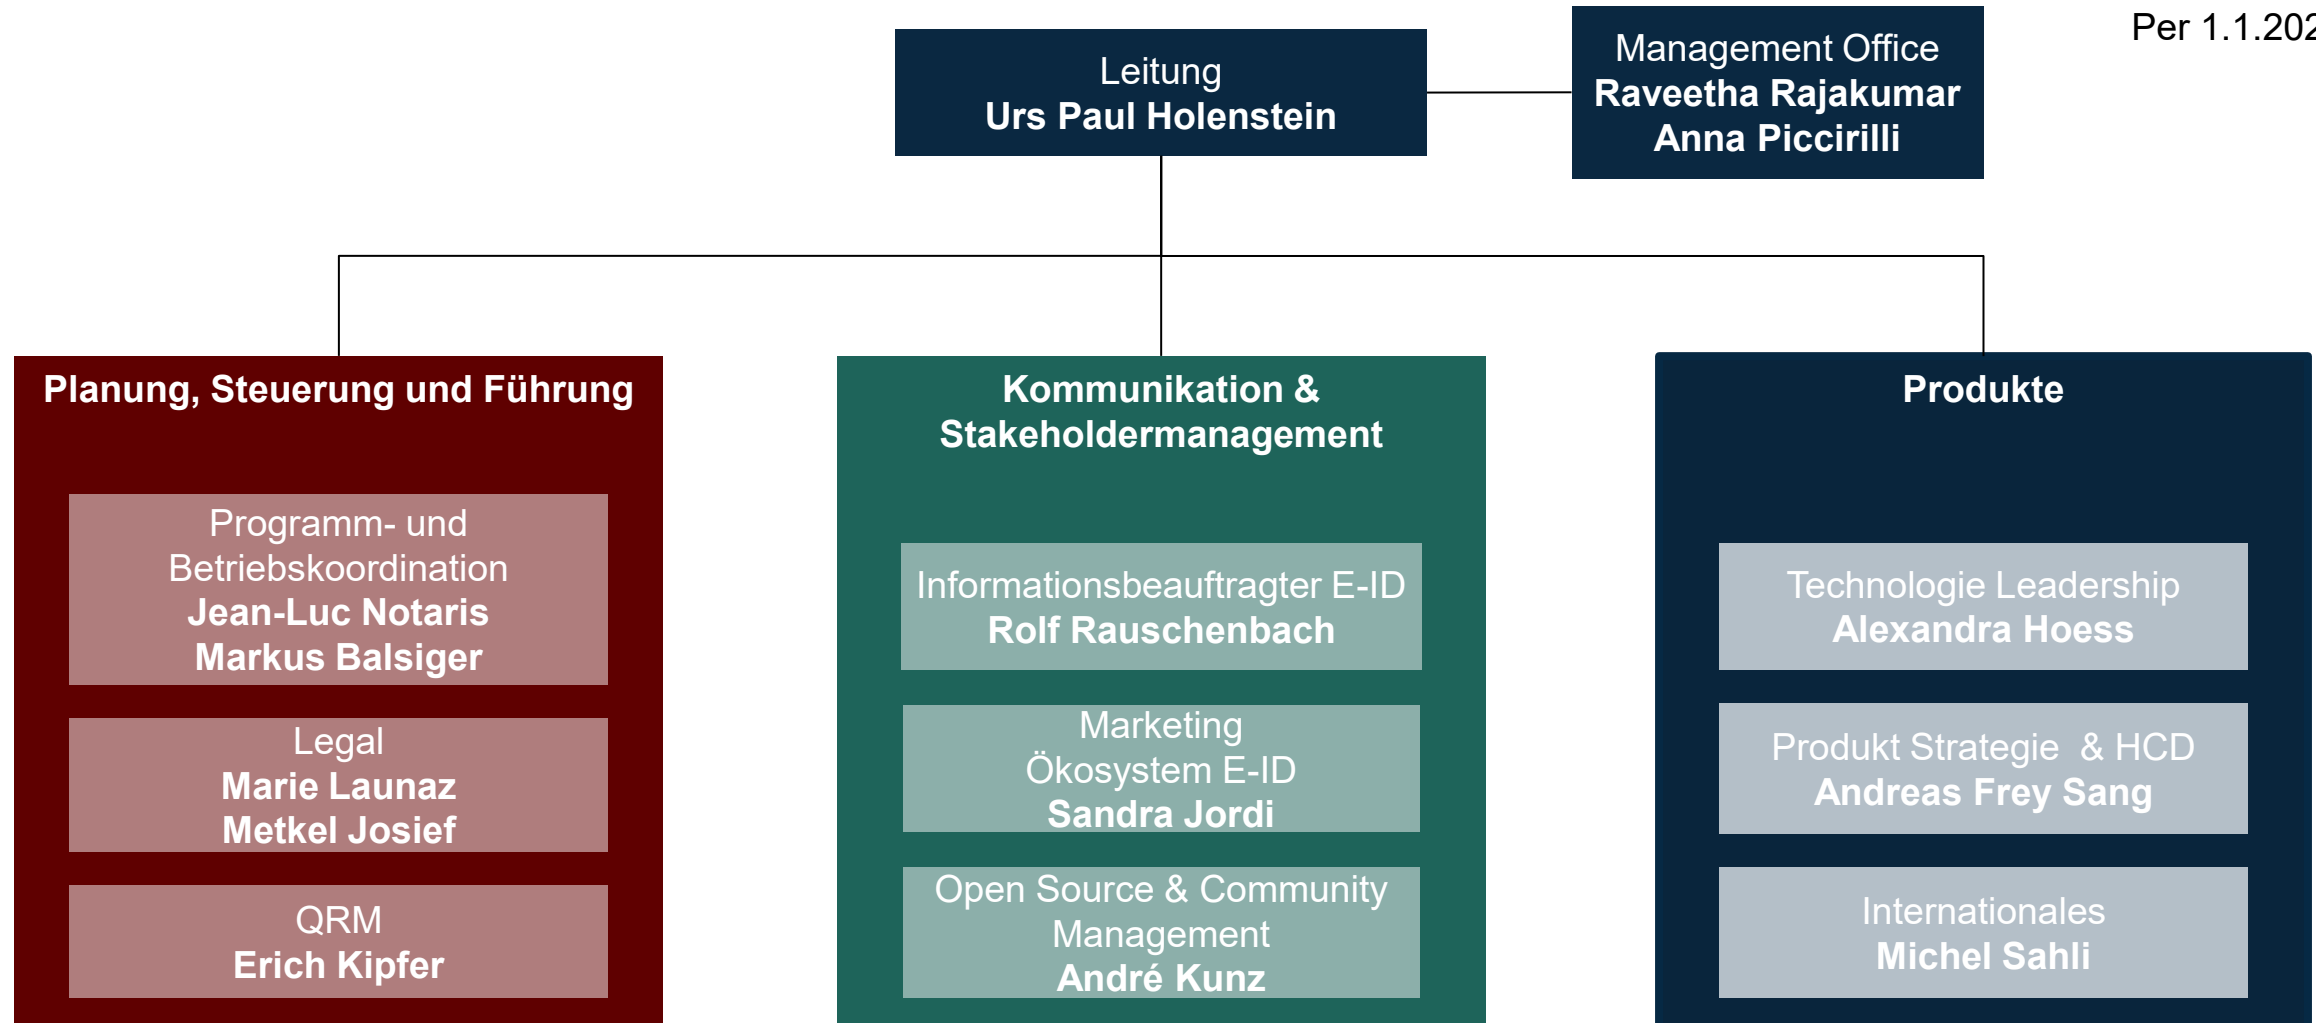 Per 1.1.202
Leitung
Urs Paul Holenstein
Management Office
Raveetha Rajakumar
Anna Piccirilli
Planung, Steuerung und Führung
Programm- und
Betriebskoordination
Jean-Luc Notaris
Markus Balsiger
Legal
Marie Launaz
Metkel Josief
QRM
Erich Kipfer
Kommunikation &
Stakeholdermanagement
Informationsbeauftragter E-ID
Rolf Rauschenbach
Marketing
Ökosystem E-ID
Sandra Jordi
Open Source & Community
Management
André Kunz
Produkte
Technologie Leadership
Alexandra Hoess
Produkt Strategie & HCD
Andreas Frey Sang
Internationales
Michel Sahli